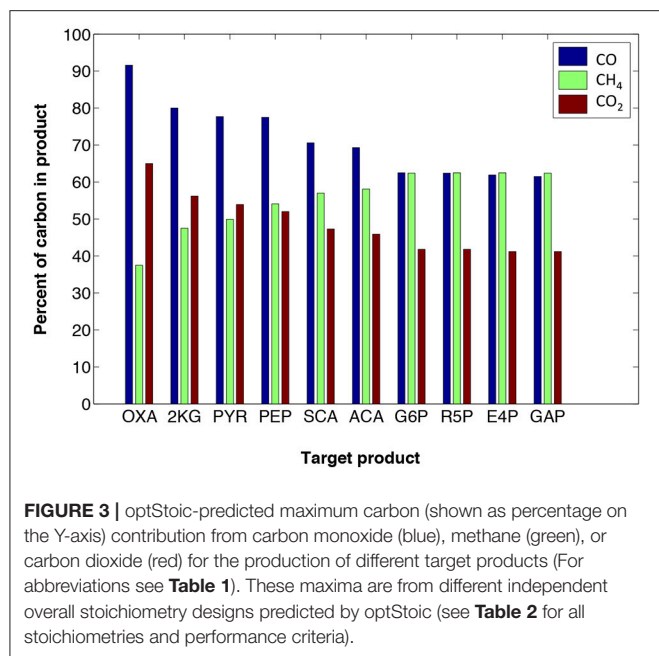 100
90
80
70
60
50
40
30
20
10
0
Percent of carbon in product
CO
CH4
CO2
OXA 2KG PYR PEP SCA ACA G6P R5P E4P GAP
Target product
FIGURE 3 | optStoic-predicted maximum carbon (shown as percentage on
the Y-axis) contribution from carbon monoxide (blue), methane (green), or
carbon dioxide (red) for the production of different target products (For
abbreviations see Table 1). These maxima are from different independent
overall stoichiometry designs predicted by optStoic (see Table 2 for all
stoichiometries and performance criteria).